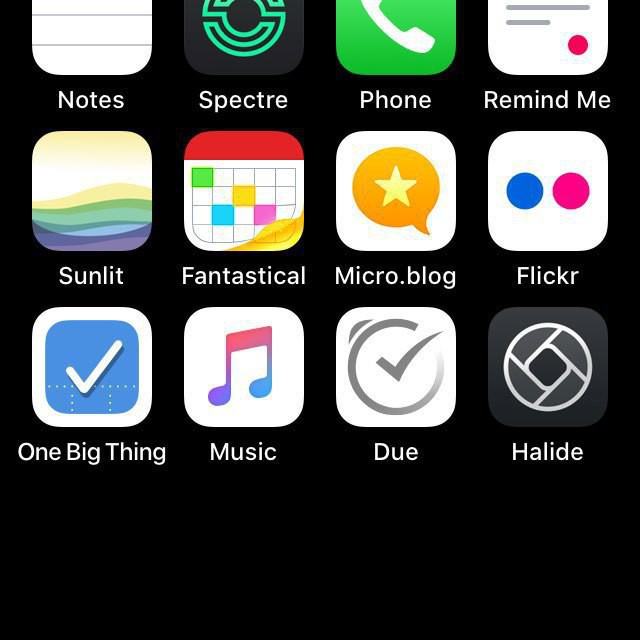 Notes Spectre Phone Remind Me
Sunlit Fantastical Micro.blog Flickr
One Big Thing Music Due Halide